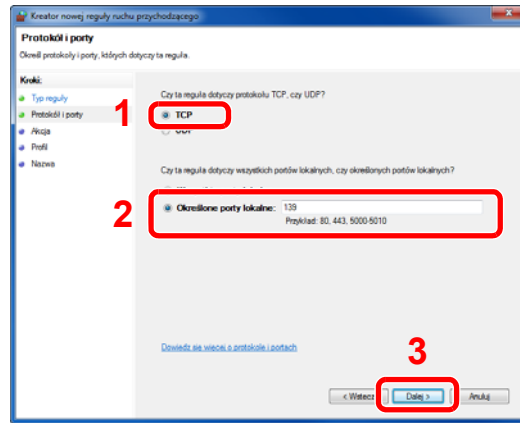 Kreator nowej reguły ruchu przychodzącego
Protokół i porty
Określ protokoły i porty, których dotyczy ta reguła.
Kroki:
Typ reguły
Protokół i porty
Akcja
Profil
Nazwa
Czy ta reguła dotyczy protokołu TCP, czy UDP?
1
TCP
UDP
Czy ta reguła dotyczy wszystkich portów lokalnych, czy określonych portów lokalnych?
2
Określone porty lokalne: 139
Przykład: 80, 443, 5000-5010
Dowiedz się więcej o protokole i portach
3
< Wstecz
Dalej >
Anuluj